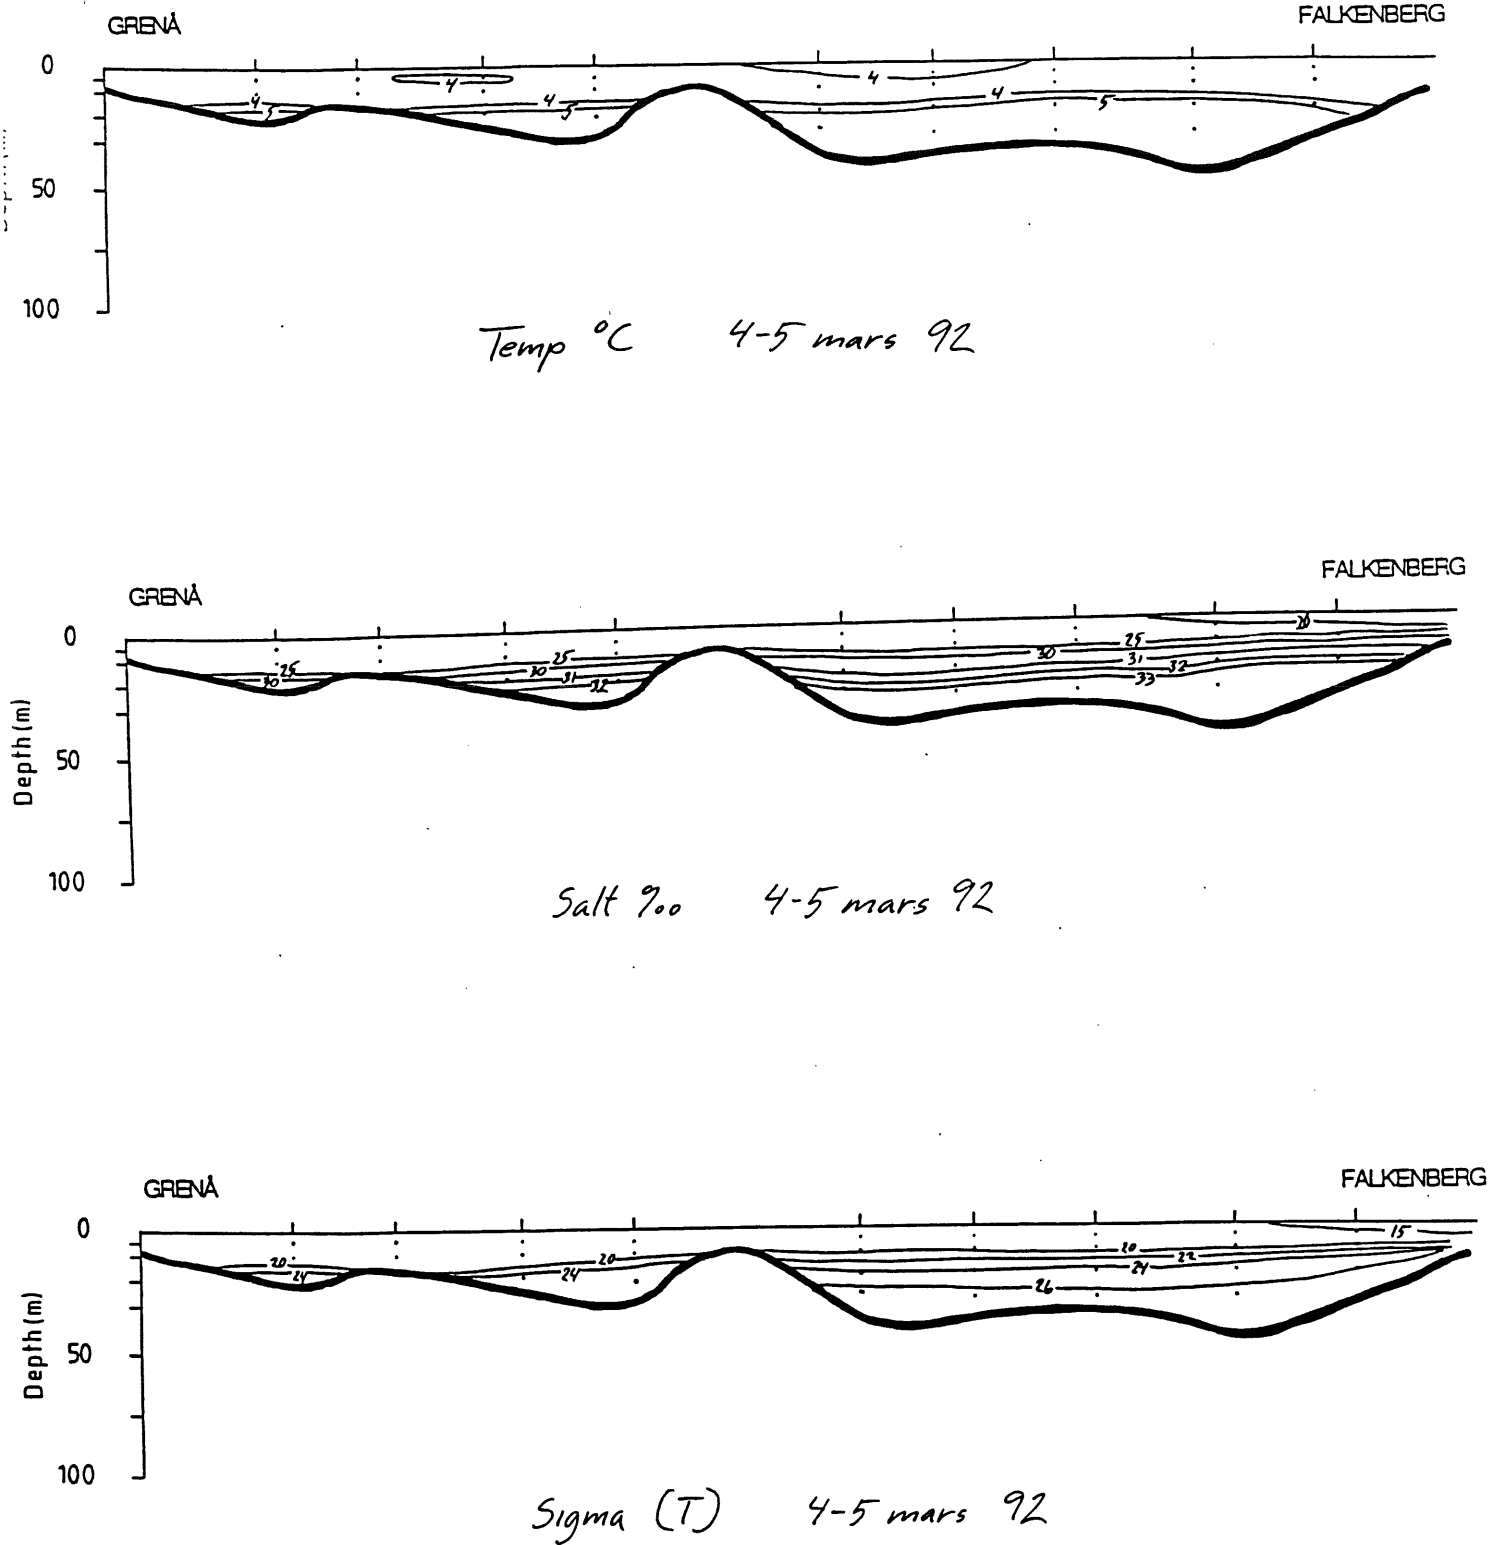 GRENÅ FALKENBERG
0
4
4
4 4 4
5 5 5
50
100
Temp °C 4-5 mars 92
FALKENBERG
GRENÅ
20
0
25 25 25
30 30 30
31 31
32 32
33
Depth (m)
50
100
Salt ‰ 4-5 mars 92
FALKENBERG
GRENÅ
0
15
20 20 20
22
24 24 24
26
Depth (m)
50
100
Sigma (T) 4-5 mars 92